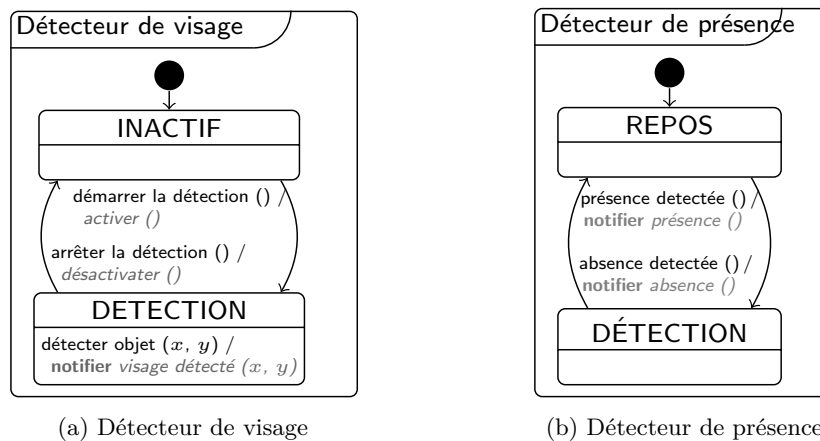 Détecteur de visage
INACTIF
démarrer la détection () /
activer ()
arrêter la détection () /
désactivater ()
DETECTION
détecter objet (x, y) /
notifier visage détecté (x, y)
(a) Détecteur de visage
Détecteur de présence
REPOS
présence detectée () /
notifier présence ()
absence detectée () /
notifier absence ()
DÉTECTION
(b) Détecteur de présence